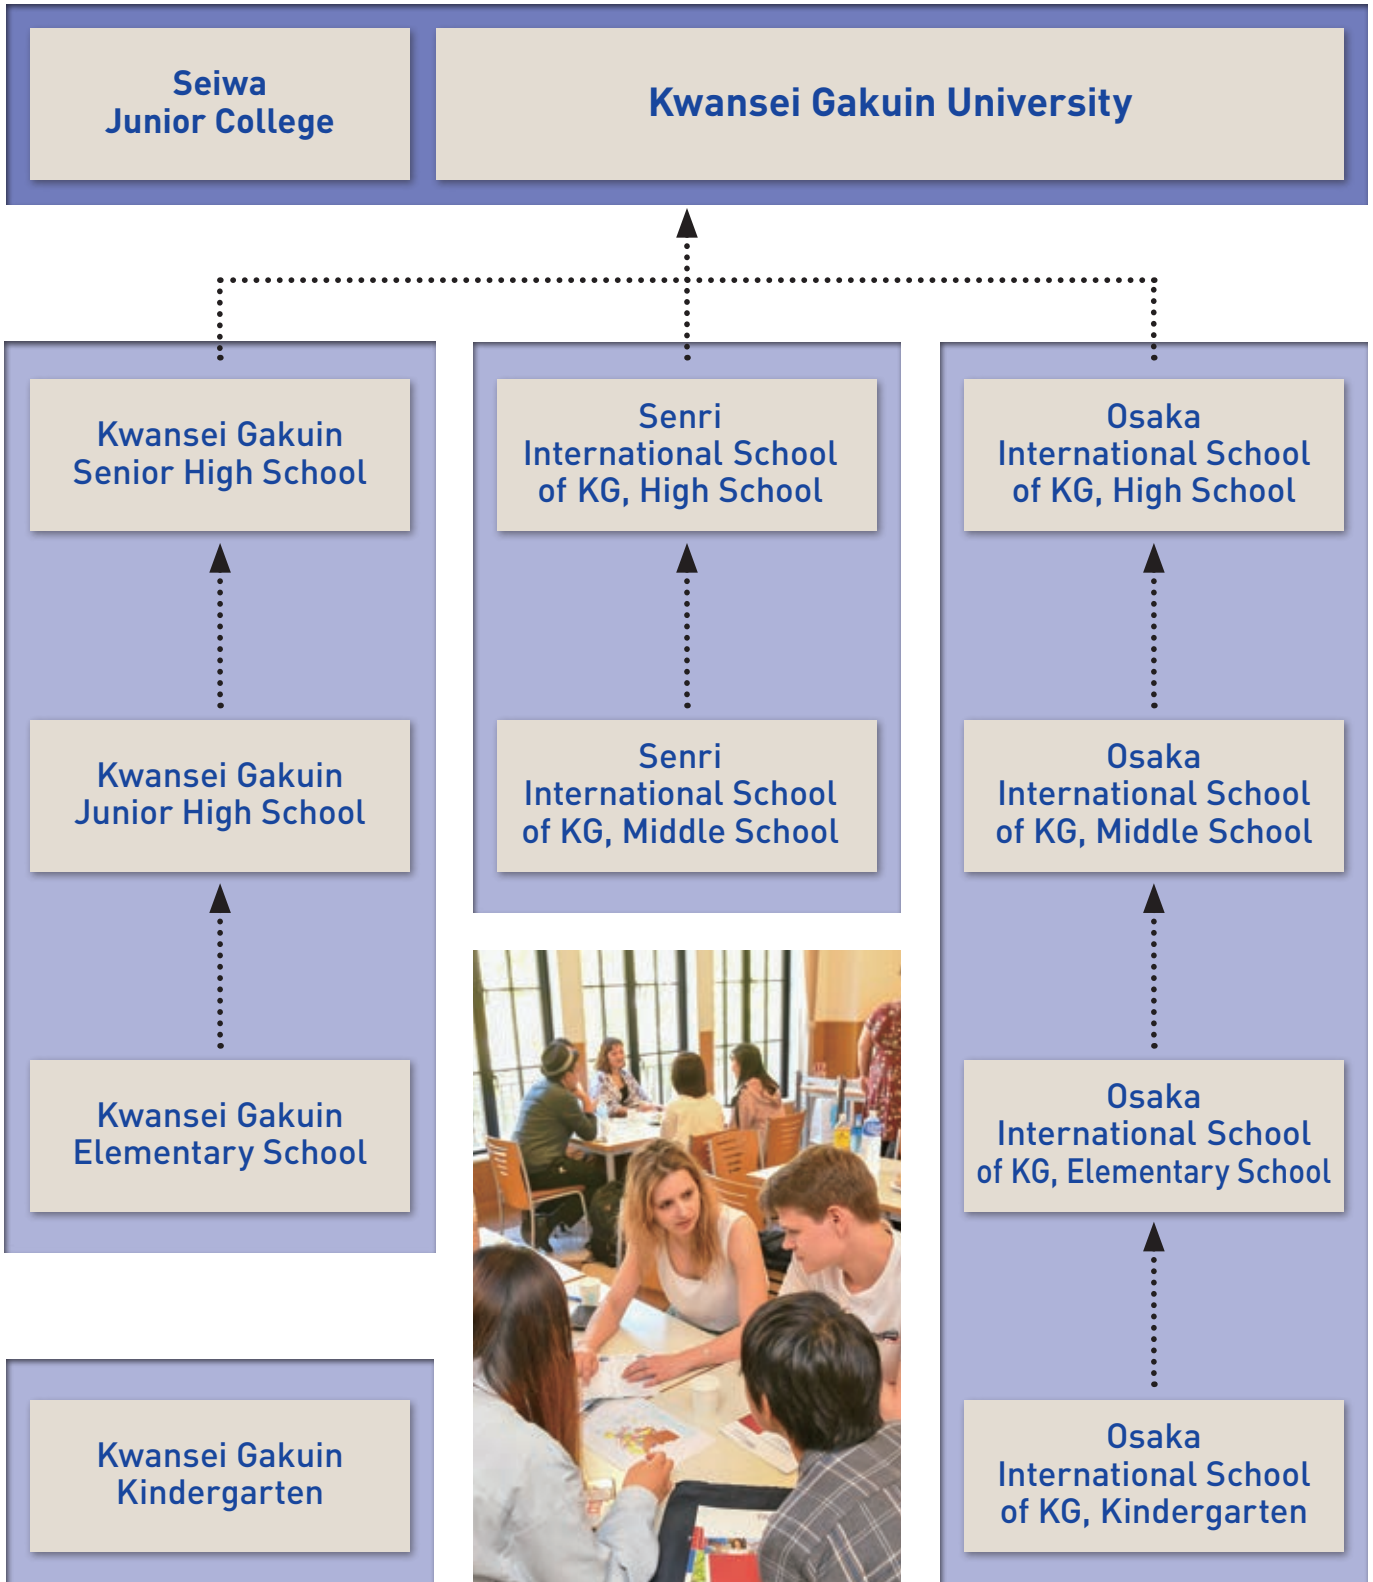 Seiwa
Junior College
Kwansei Gakuin University
Kwansei Gakuin
Senior High School
Senri
International School
of KG, High School
Osaka
International School
of KG, High School
Kwansei Gakuin
Junior High School
Senri
International School
of KG, Middle School
Osaka
International School
of KG, Middle School
Kwansei Gakuin
Elementary School
Osaka
International School
of KG, Elementary School
Kwansei Gakuin
Kindergarten
Osaka
International School
of KG, Kindergarten